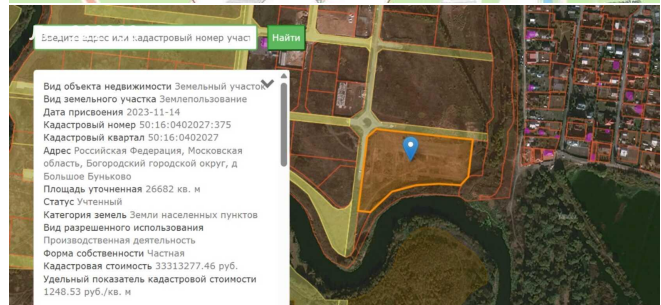 Введите адрес или кадастровый номер участ
Найти
Вид объекта недвижимости Земельный участок
Вид земельного участка Землепользование
Дата присвоения 2023-11-14
Кадастровый номер 50:16:0402027:375
Кадастровый квартал 50:16:0402027
Адрес Российская Федерация, Московская
область, Богородский городской округ, д
Большое Буньково
Площадь уточненная 26682 кв. м
Статус Учтенный
Категория земель Земли населенных пунктов
Вид разрешенного использования
Производственная деятельность
Форма собственности Частная
Кадастровая стоимость 33313277.46 руб.
Удельный показатель кадастровой стоимости
1248.53 руб./кв. м